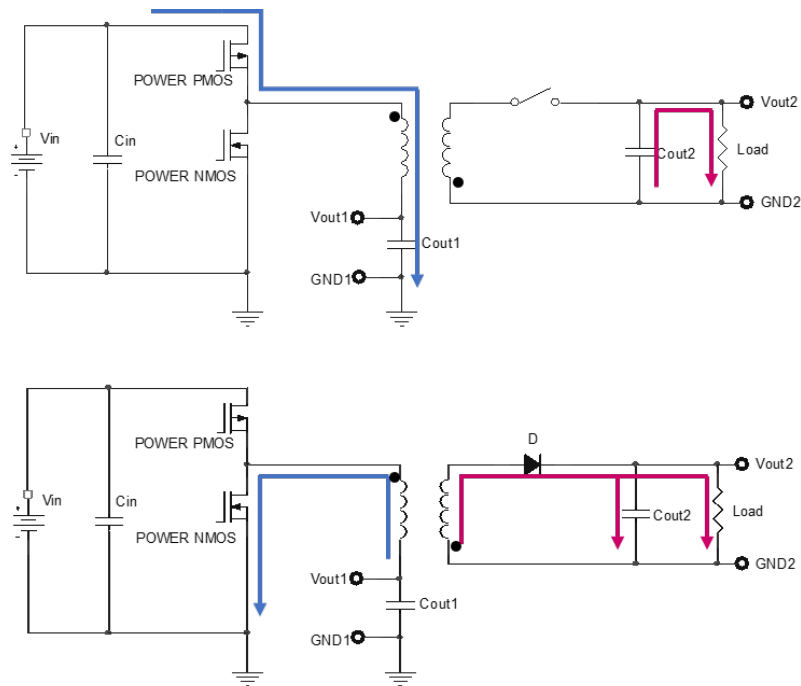 POWER PMOS
Vin
Cin
POWER NMOS
Vout1
Cout1
GND1
Vout2
Cout2
Load
GND2
POWER PMOS
Vin
Cin
POWER NMOS
Vout1
Cout1
GND1
D
Vout2
Cout2
Load
GND2